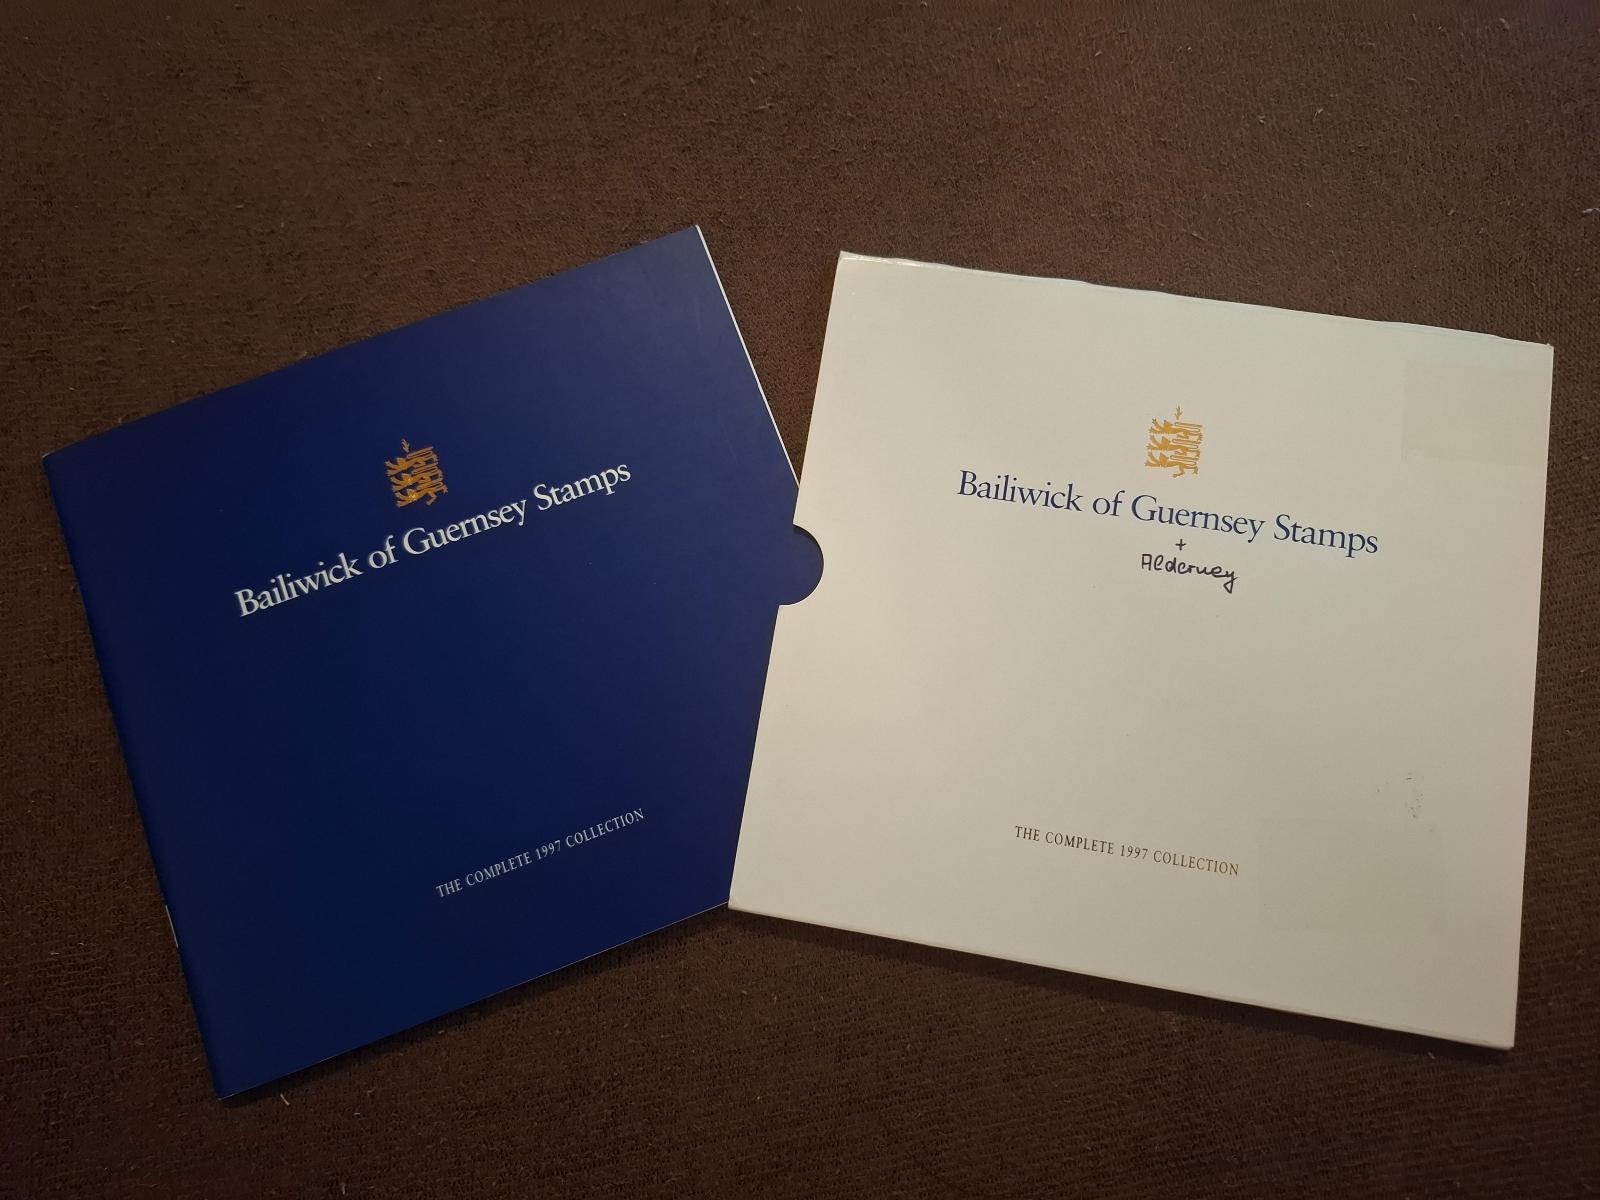 Bailiwick of Guernsey Stamps
THE COMPLETE 1997 COLLECTION
Bailiwick of Guernsey Stamps
+
Alderney
THE COMPLETE 1997 COLLECTION